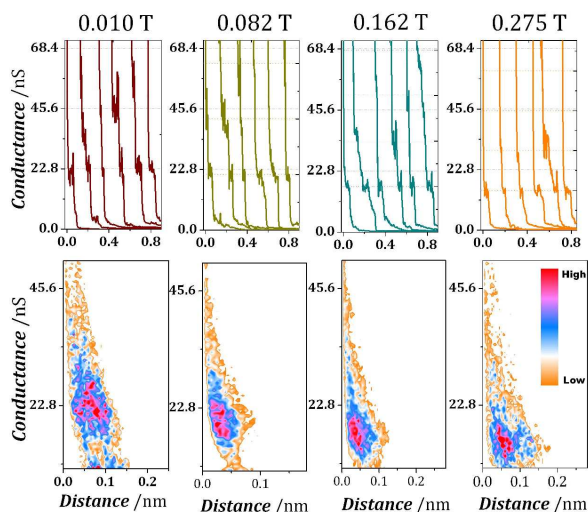 0.010 T 0.082 T 0.162 T 0.275 T
Conductance /nS
68.4 68.4 68.4 68.4
45.6 45.6 45.6 45.6
22.8 22.8 22.8 22.8
0.0 0.0 0.0 0.0
0.0 0.4 0.8 0.0 0.4 0.8 0.0 0.4 0.8 0.0 0.4 0.8
Conductance /nS
45.6 45.6 45.6 45.6
High
Low
22.8 22.8 22.8 22.8
0.0 0.1 0.2 0.0 0.1 0.0 0.1 0.2 0.0 0.1 0.2
Distance /nm Distance /nm Distance /nm Distance /nm